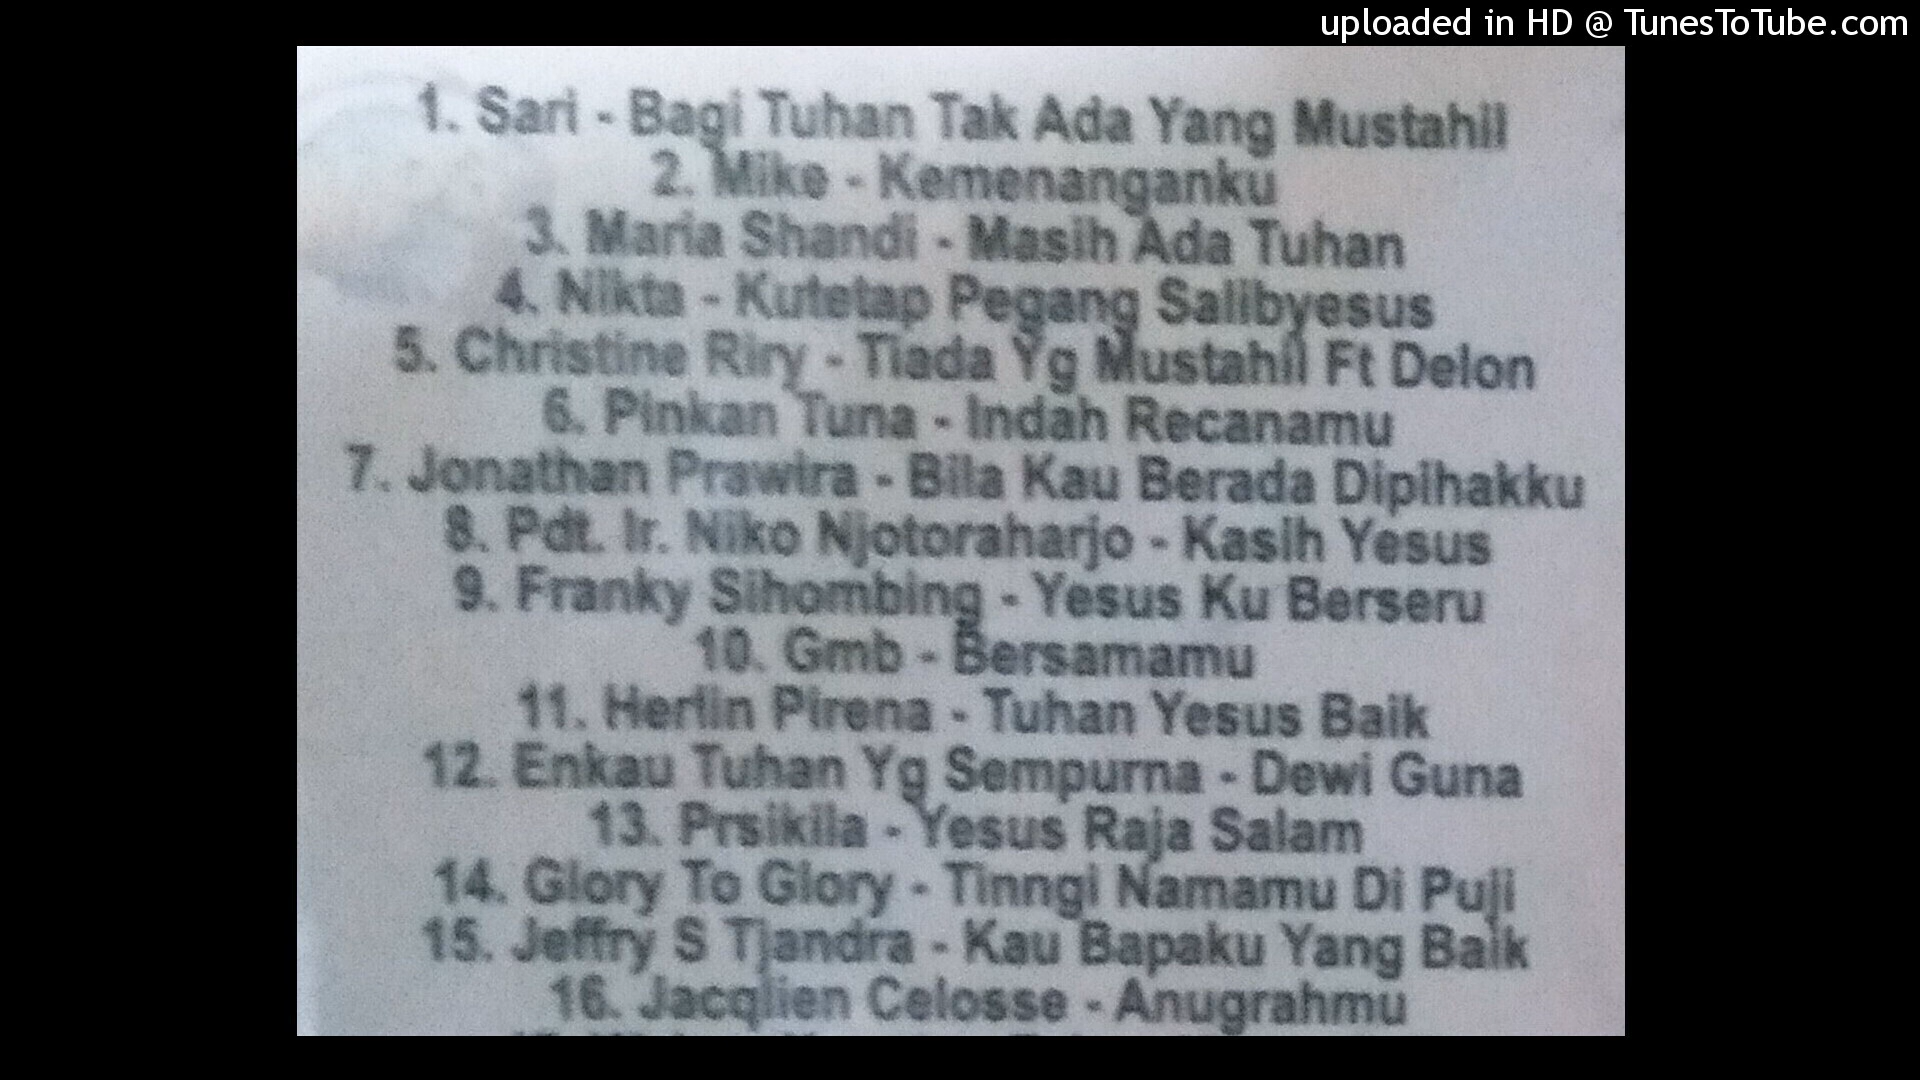 uploaded in HD @ TunesToTube.com
1. Sari - Bagi Tuhan Tak Ada Yang Mustahil
2. Mike - Kemenanganku
3. Maria Shandi - Masih Ada Tuhan
4. Nikta - Kutetap Pegang Salibyesus
5. Christine Riry - Tiada Yg Mustahil Ft Delon
6. Pinkan Tuna - Indah Recanamu
7. Jonathan Prawira - Bila Kau Berada Dipihakku
8. Pdt. Ir. Niko Njotoraharjo - Kasih Yesus
9. Franky Sihombing - Yesus Ku Berseru
10. Gmb - Bersamamu
11. Herlin Pirena - Tuhan Yesus Baik
12. Enkau Tuhan Yg Sempurna - Dewi Guna
13. Prsikila - Yesus Raja Salam
14. Glory To Glory - Tinngi Namamu Di Puji
15. Jeffry S Tjandra - Kau Bapaku Yang Baik
16. Jacqlien Celosse - Anugrahmu